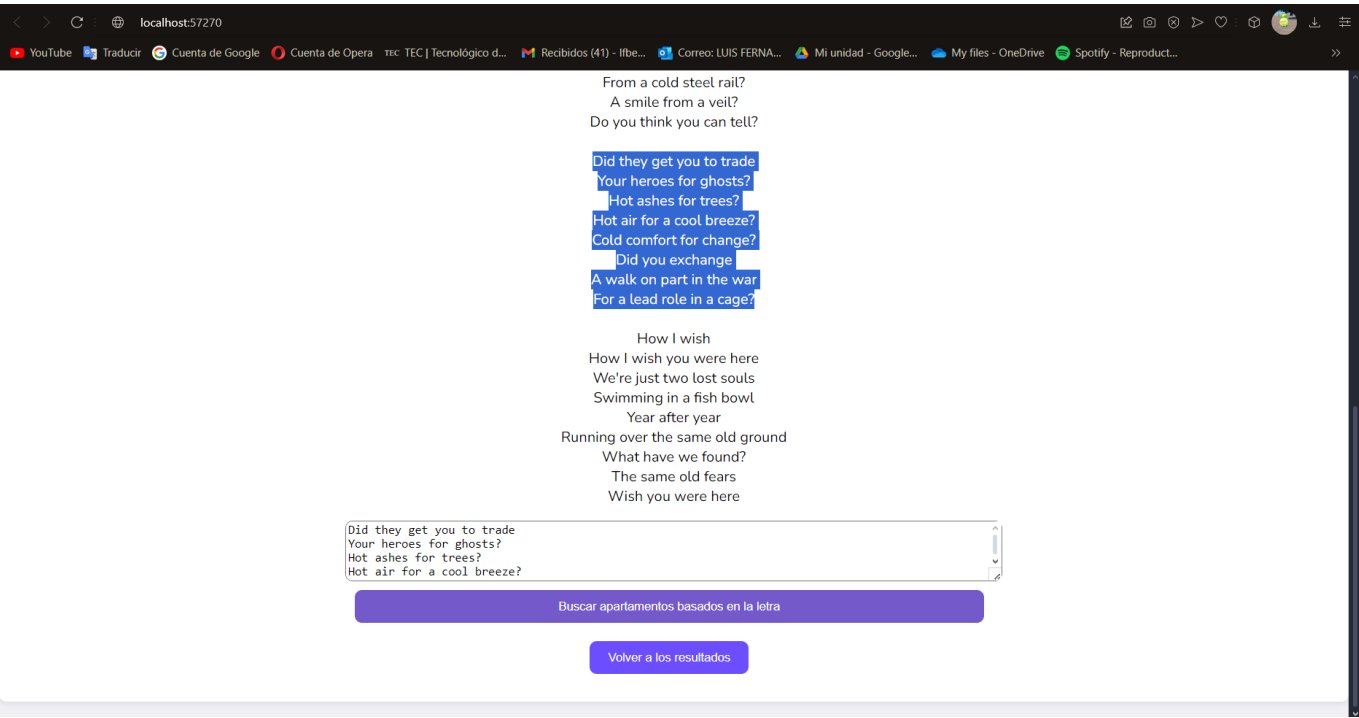 localhost:57270
YouTube Traducir Cuenta de Google Cuenta de Opera TEC TEC | Tecnológico d... Recibidos (41) - lfbe... Correo: LUIS FERNA... Mi unidad - Google... My files - OneDrive Spotify - Reproduct...
From a cold steel rail?
A smile from a veil?
Do you think you can tell?
Did they get you to trade
Your heroes for ghosts?
Hot ashes for trees?
Hot air for a cool breeze?
Cold comfort for change?
Did you exchange
A walk on part in the war
For a lead role in a cage?
How I wish
How I wish you were here
We're just two lost souls
Swimming in a fish bowl
Year after year
Running over the same old ground
What have we found?
The same old fears
Wish you were here
Did they get you to trade
Your heroes for ghosts?
Hot ashes for trees?
Hot air for a cool breeze?
Buscar apartamentos basados en la letra
Volver a los resultados